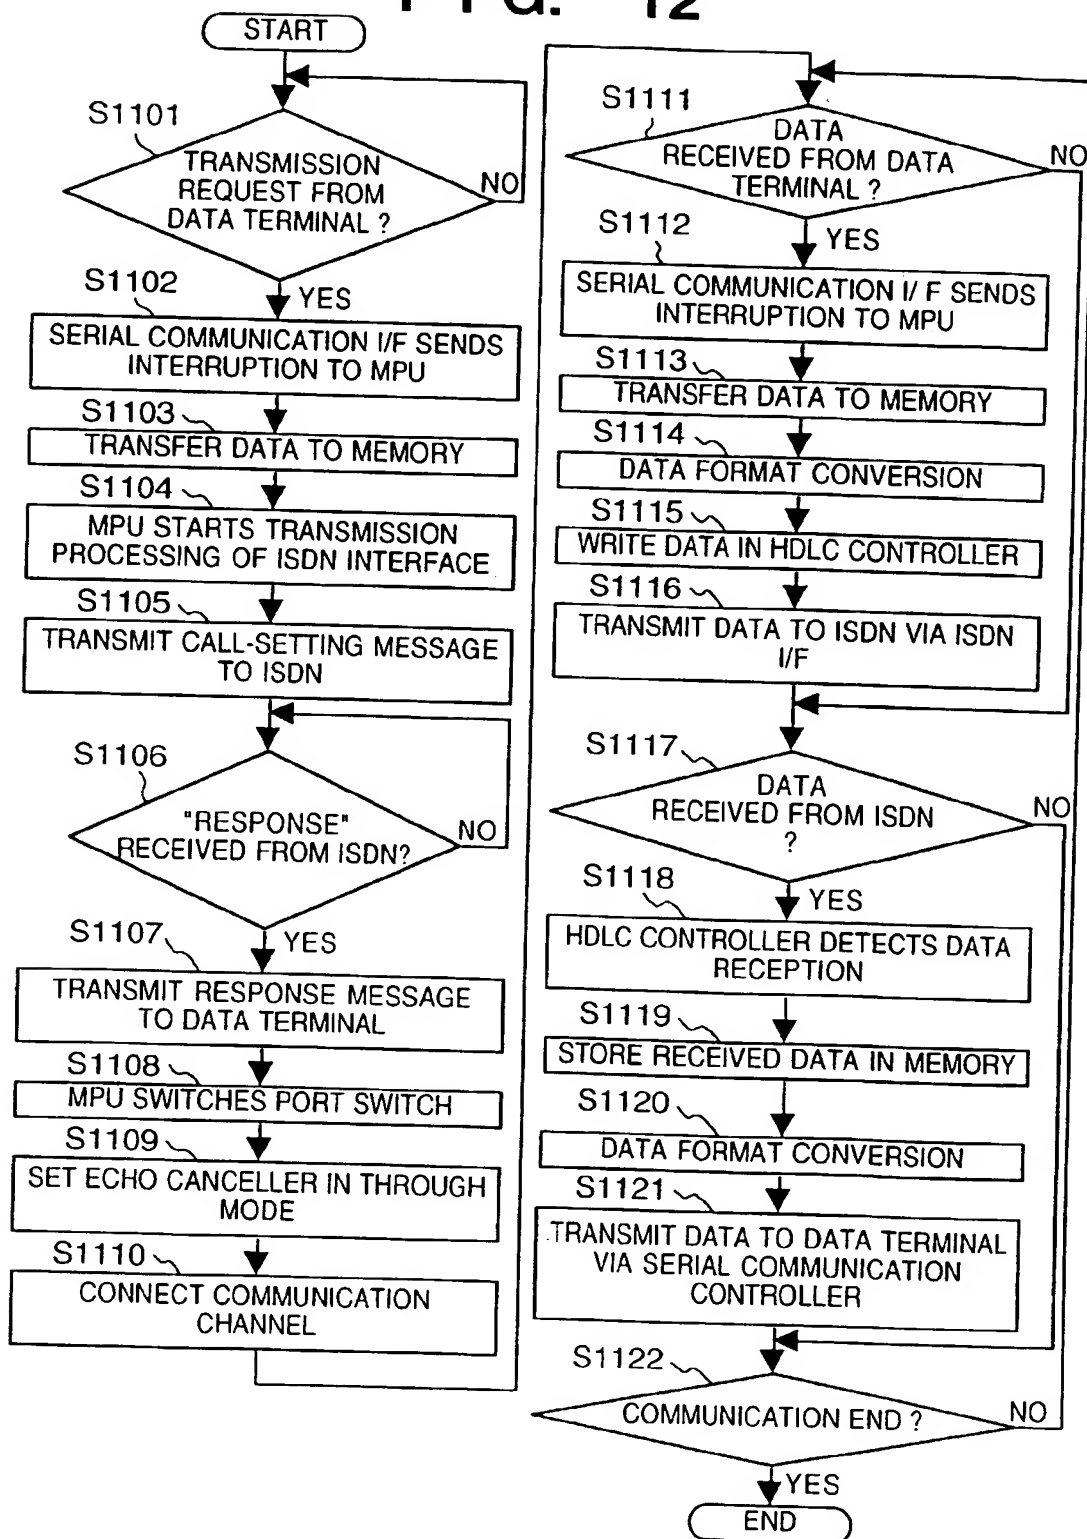 FIG. 12
START
S1101
TRANSMISSION
REQUEST FROM
DATA TERMINAL ?
NO
YES
S1102
SERIAL COMMUNICATION I/F SENDS
INTERRUPTION TO MPU
S1103
TRANSFER DATA TO MEMORY
S1104
MPU STARTS TRANSMISSION
PROCESSING OF ISDN INTERFACE
S1105
TRANSMIT CALL-SETTING MESSAGE
TO ISDN
S1106
"RESPONSE"
RECEIVED FROM ISDN?
NO
YES
S1107
TRANSMIT RESPONSE MESSAGE
TO DATA TERMINAL
S1108
MPU SWITCHES PORT SWITCH
S1109
SET ECHO CANCELLER IN THROUGH
MODE
S1110
CONNECT COMMUNICATION
CHANNEL
S1111
DATA
RECEIVED FROM DATA
TERMINAL ?
NO
YES
S1112
SERIAL COMMUNICATION I/ F SENDS
INTERRUPTION TO MPU
S1113
TRANSFER DATA TO MEMORY
S1114
DATA FORMAT CONVERSION
S1115
WRITE DATA IN HDLC CONTROLLER
S1116
TRANSMIT DATA TO ISDN VIA ISDN
I/F
S1117
DATA
RECEIVED FROM ISDN
?
NO
YES
S1118
HDLC CONTROLLER DETECTS DATA
RECEPTION
S1119
STORE RECEIVED DATA IN MEMORY
S1120
DATA FORMAT CONVERSION
S1121
TRANSMIT DATA TO DATA TERMINAL
VIA SERIAL COMMUNICATION
CONTROLLER
S1122
COMMUNICATION END ?
NO
YES
END